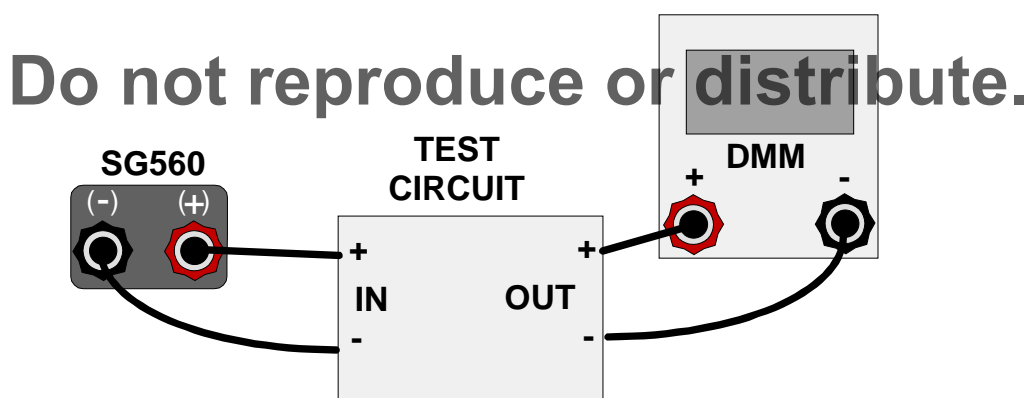 Do not reproduce or distribute.
SG560
(-) (+)
TEST
CIRCUIT
DMM
+ -
+ +
IN OUT
- -